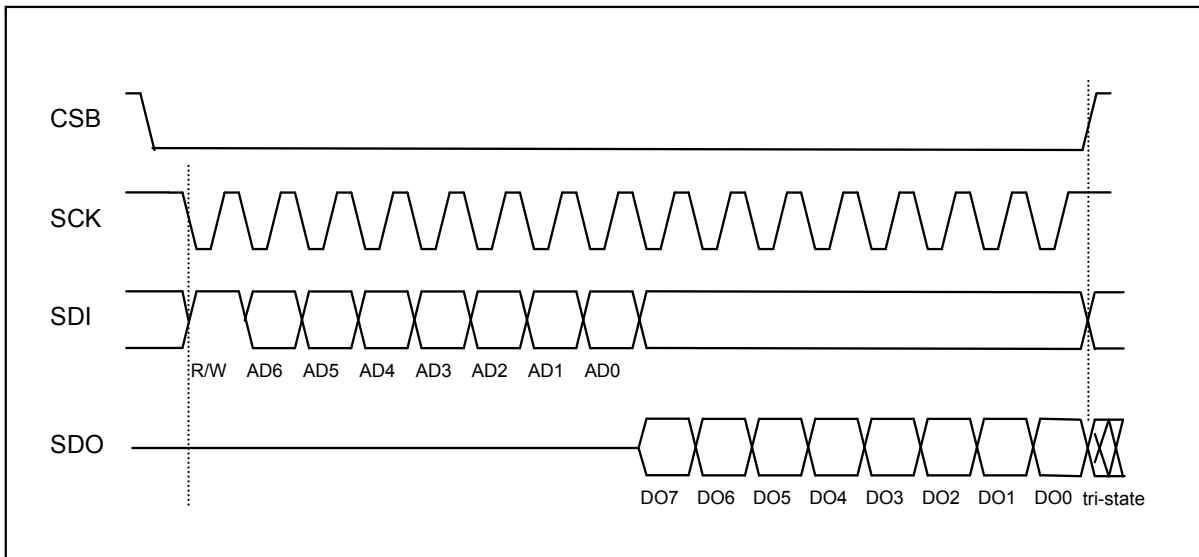 CSB
SCK
SDI
R/W AD6 AD5 AD4 AD3 AD2 AD1 AD0
SDO
DO7 DO6 DO5 DO4 DO3 DO2 DO1 DO0 tri-state